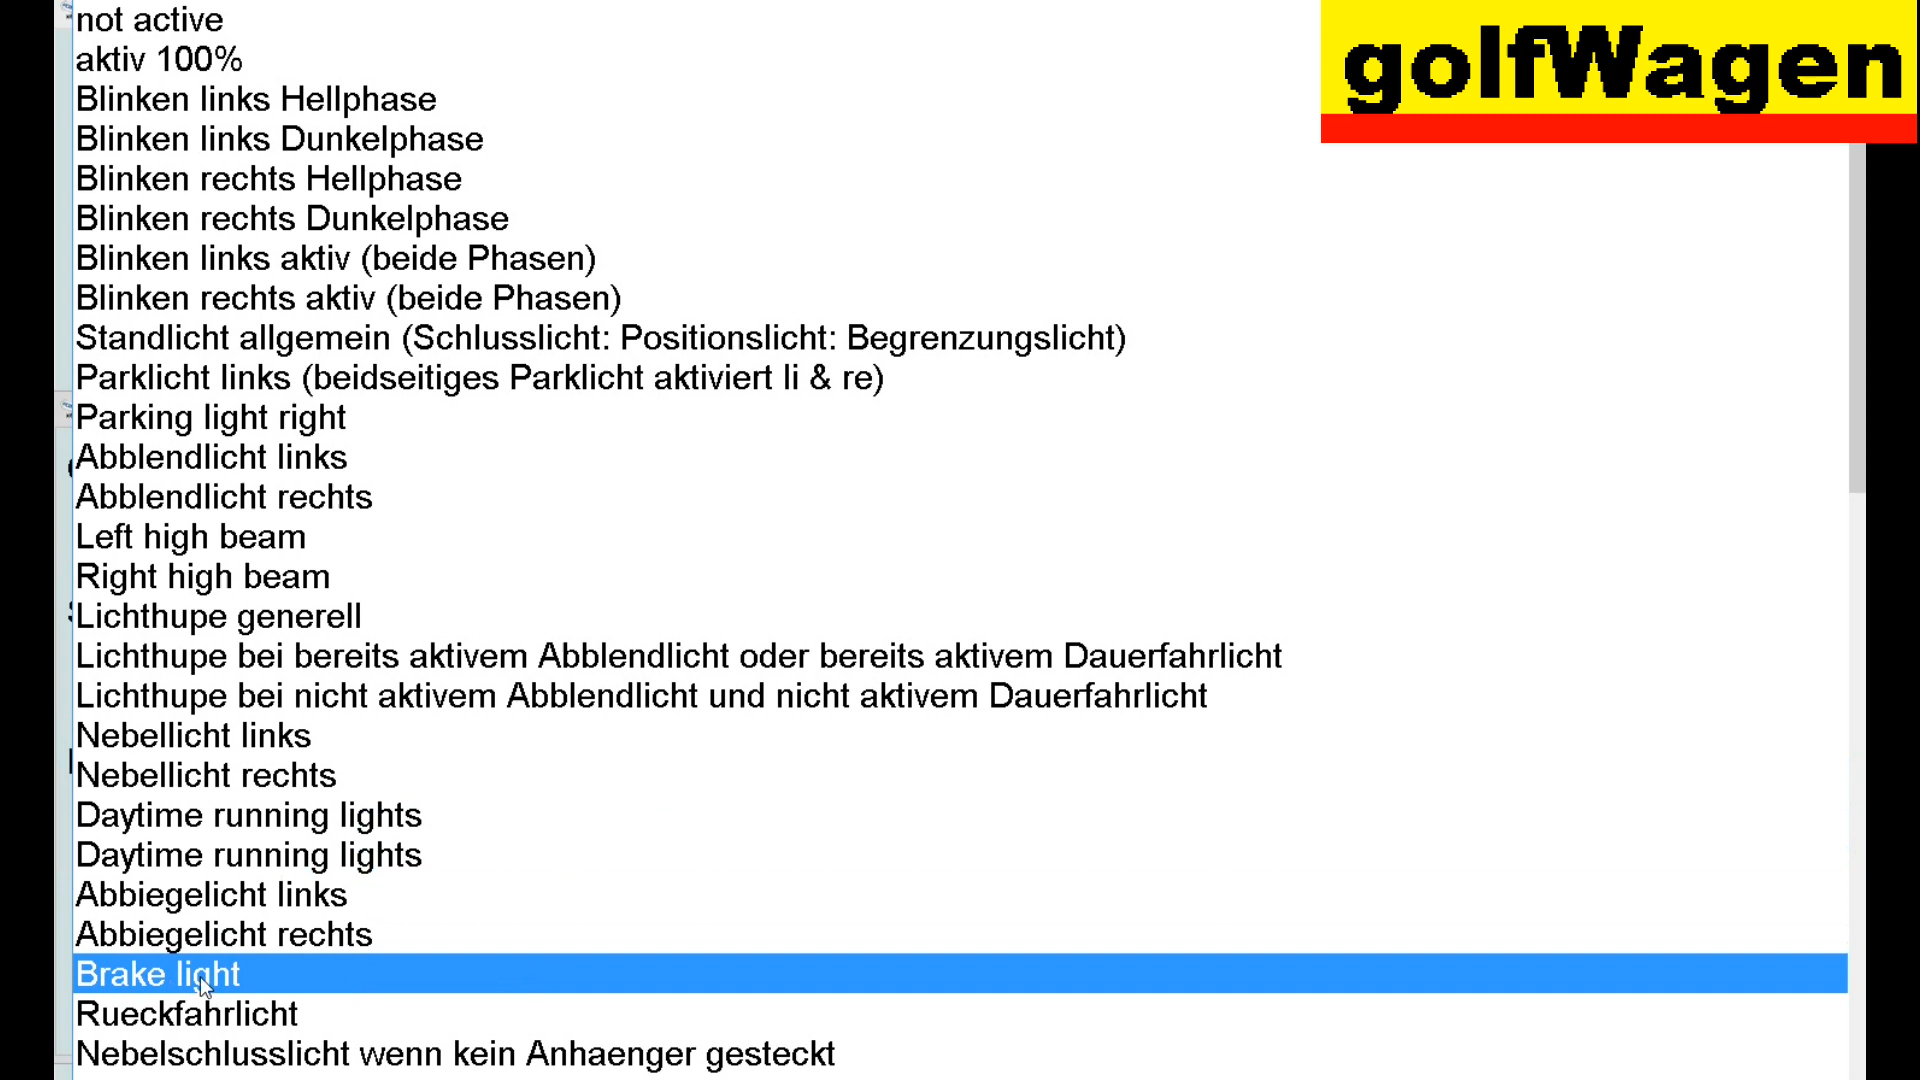 not active
golfWagen
aktiv 100%
Blinken links Hellphase
Blinken links Dunkelphase
Blinken rechts Hellphase
Blinken rechts Dunkelphase
Blinken links aktiv (beide Phasen)
Blinken rechts aktiv (beide Phasen)
Standlicht allgemein (Schlusslicht: Positionslicht: Begrenzungslicht)
Parklicht links (beidseitiges Parklicht aktiviert li & re)
Parking light right
Abblendlicht links
Abblendlicht rechts
Left high beam
Right high beam
Lichthupe generell
Lichthupe bei bereits aktivem Abblendlicht oder bereits aktivem Dauerfahrlicht
Lichthupe bei nicht aktivem Abblendlicht und nicht aktivem Dauerfahrlicht
Nebellicht links
Nebellicht rechts
Daytime running lights
Daytime running lights
Abbiegelicht links
Abbiegelicht rechts
Brake light
Rueckfahrlicht
Nebelschlusslicht wenn kein Anhaenger gesteckt